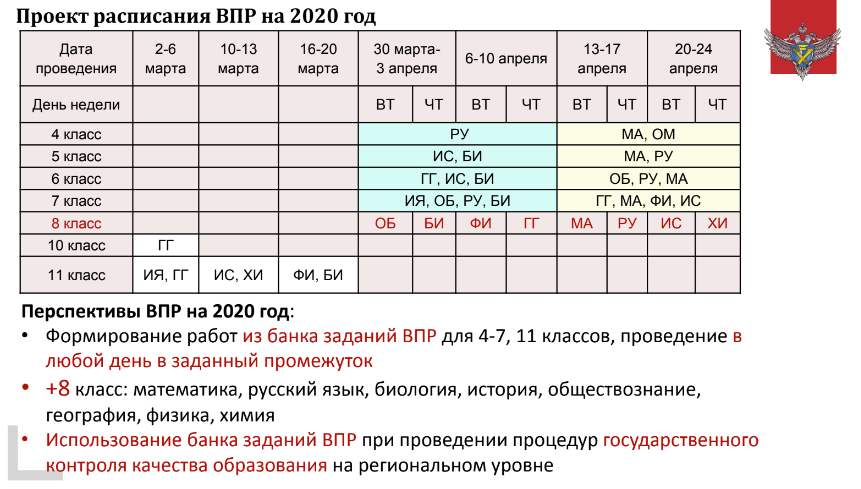 Проект расписания ВПР на 2020 год
Дата проведения 2-6 марта 10-13 марта 16-20 марта 30 марта-3 апреля 6-10 апреля 13-17 апреля 20-24 апреля
День недели ВТ ЧТ ВТ ЧТ ВТ ЧТ ВТ ЧТ
4 класс РУ МА, ОМ
5 класс ИС, БИ МА, РУ
6 класс ГГ, ИС, БИ ОБ, РУ, МА
7 класс ИЯ, ОБ, РУ, БИ ГГ, МА, ФИ, ИС
8 класс ОБ БИ ФИ ГГ МА РУ ИС ХИ
10 класс ГГ
11 класс ИЯ, ГГ ИС, ХИ ФИ, БИ
Перспективы ВПР на 2020 год:
• Формирование работ из банка заданий ВПР для 4-7, 11 классов, проведение в
любой день в заданный промежуток
• +8 класс: математика, русский язык, биология, история, обществознание,
география, физика, химия
• Использование банка заданий ВПР при проведении процедур государственного
контроля качества образования на региональном уровне